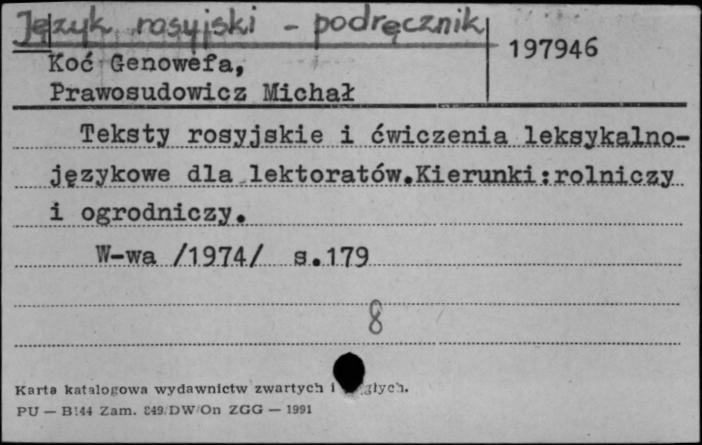 Język rosyjski - podręcznik
197946
Koć Genowefa,
Prawosudowicz Michał
Teksty rosyjskie i ćwiczenia leksykalno-
językowe dla lektoratów.Kierunki:rolniczy
i ogrodniczy.
W-wa /1974/ s.179
8
Karta katalogowa wydawnictw zwartych i
PU — B144 Zam. 849/DW/On ZGG — 1991